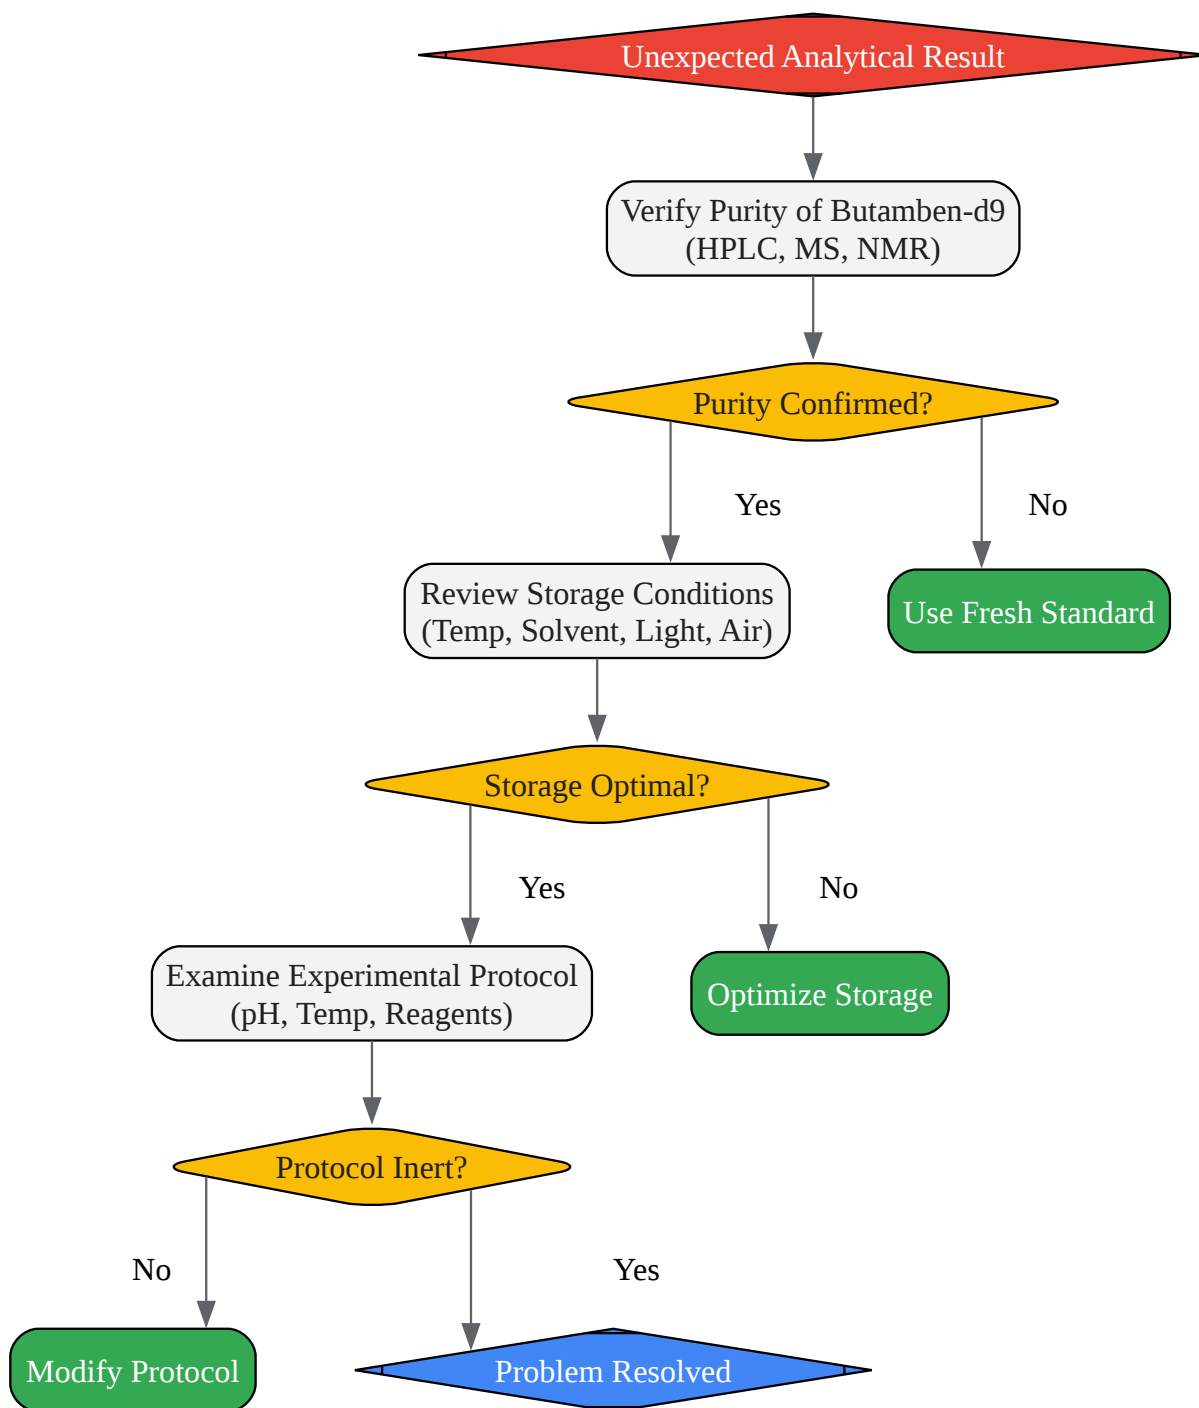 Unexpected Analytical Result
Verify Purity of Butamben-d9
(HPLC, MS, NMR)
Purity Confirmed?
Yes
No
Review Storage Conditions
(Temp, Solvent, Light, Air)
Use Fresh Standard
Storage Optimal?
Yes
No
Examine Experimental Protocol
(pH, Temp, Reagents)
Optimize Storage
Protocol Inert?
No
Yes
Modify Protocol
Problem Resolved